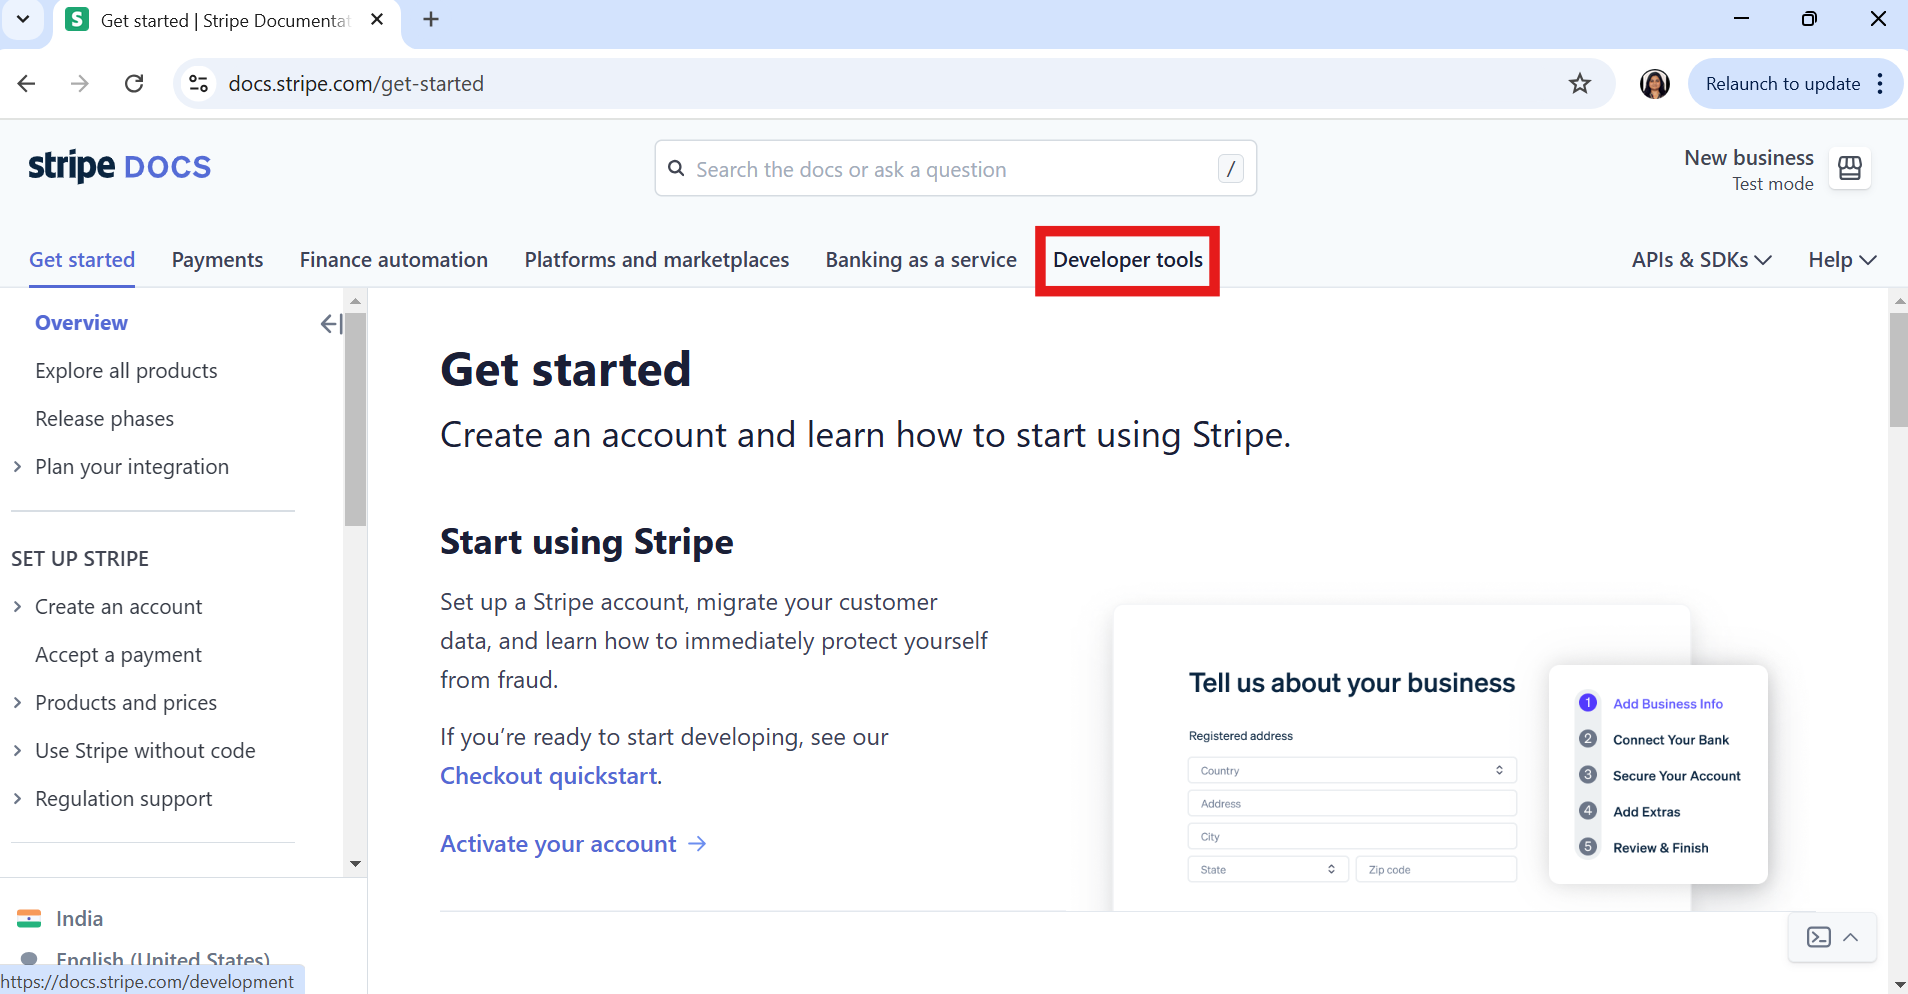 Get started | Stripe Documentat
docs.stripe.com/get-started
Relaunch to update
stripe DOCS
Search the docs or ask a question
/
New business
Test mode
Get started
Payments
Finance automation
Platforms and marketplaces
Banking as a service
Developer tools
APIs & SDKs
Help
Overview
Explore all products
Release phases
Plan your integration
SET UP STRIPE
Create an account
Accept a payment
Products and prices
Use Stripe without code
Regulation support
India
English (United States)
https://docs.stripe.com/development
Get started
Create an account and learn how to start using Stripe.
Start using Stripe
Set up a Stripe account, migrate your customer
data, and learn how to immediately protect yourself
from fraud.
If you’re ready to start developing, see our
Checkout quickstart.
Activate your account →
Tell us about your business
Registered address
Country
Address
City
State
Zip code
1 Add Business Info
2 Connect Your Bank
3 Secure Your Account
4 Add Extras
5 Review & Finish